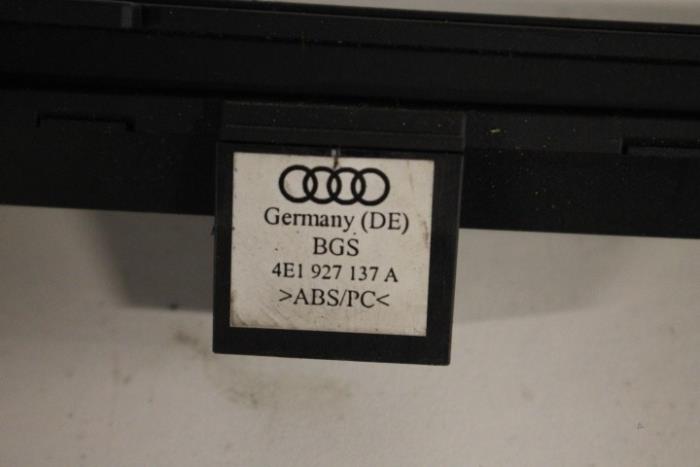 Germany (DE)
BGS
4E1 927 137 A
>ABS/PC<